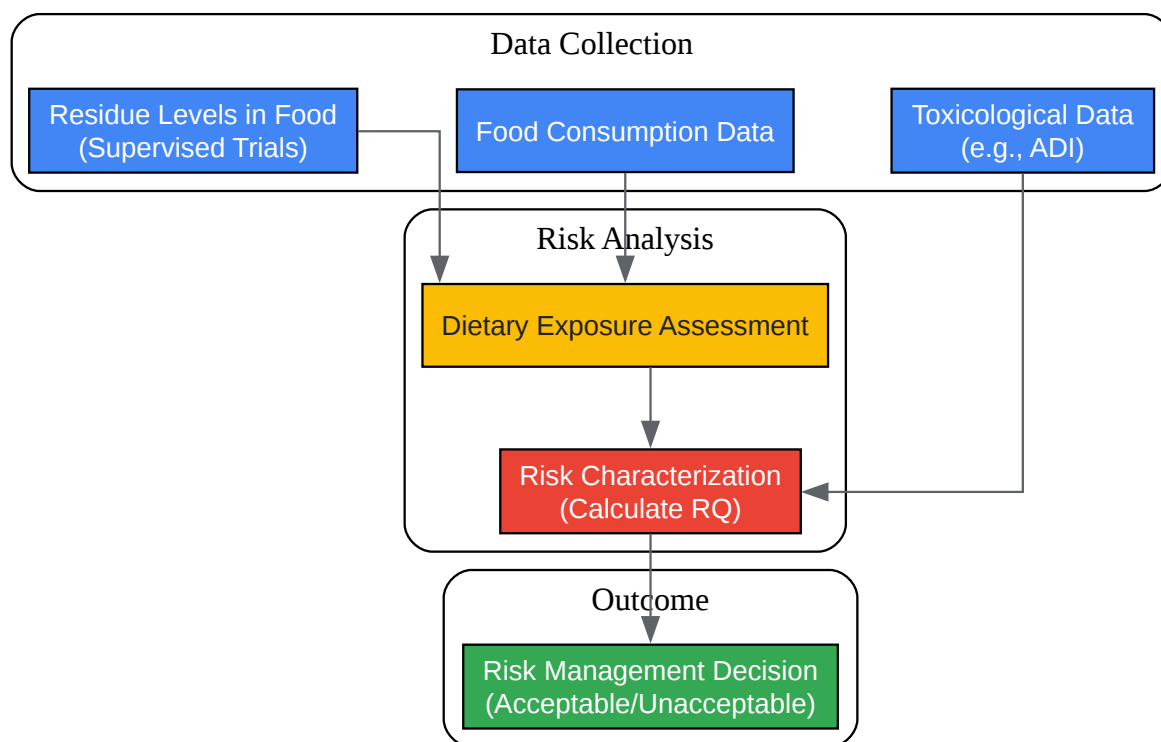 Data Collection
Residue Levels in Food
(Supervised Trials)
Food Consumption Data
Toxicological Data
(e.g., ADI)
Risk Analysis
Dietary Exposure Assessment
Risk Characterization
(Calculate RQ)
Outcome
Risk Management Decision
(Acceptable/Unacceptable)